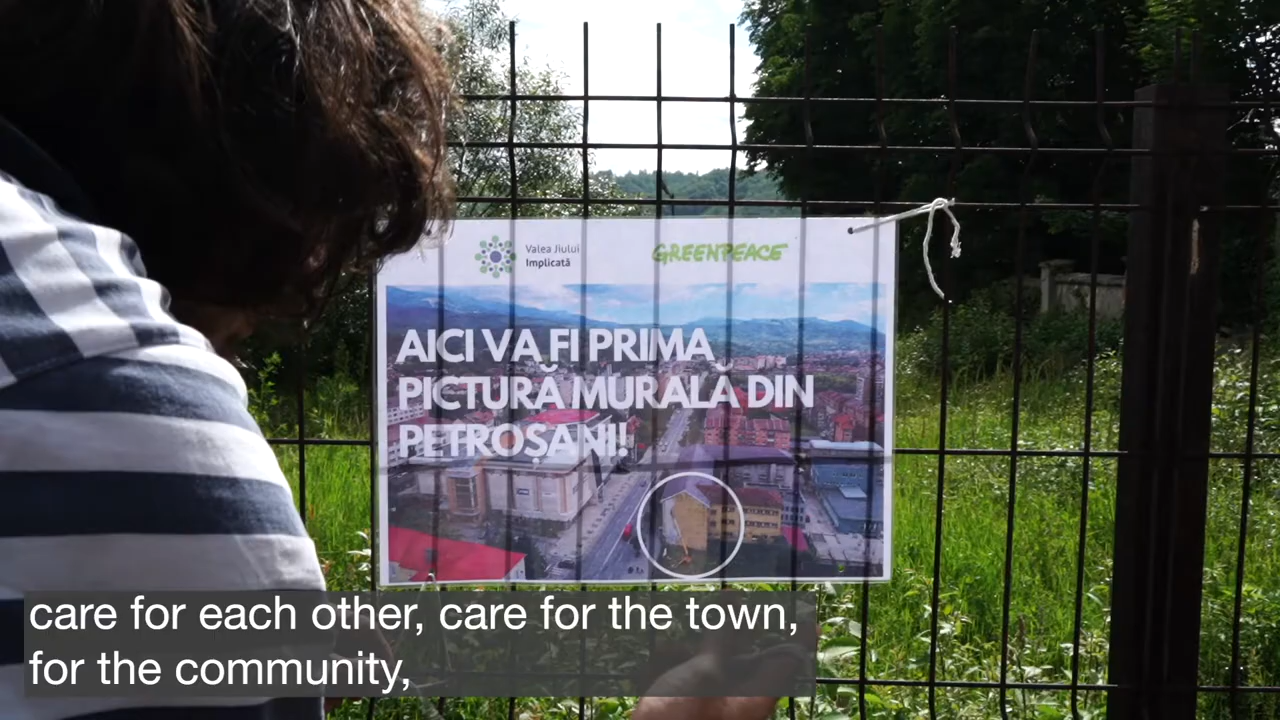 Valea Jiului
Implicată
GREENPEACE
AICI VA FI PRIMA
PICTURĂ MURALĂ DIN
PETROȘANI!
care for each other, care for the town,
for the community,